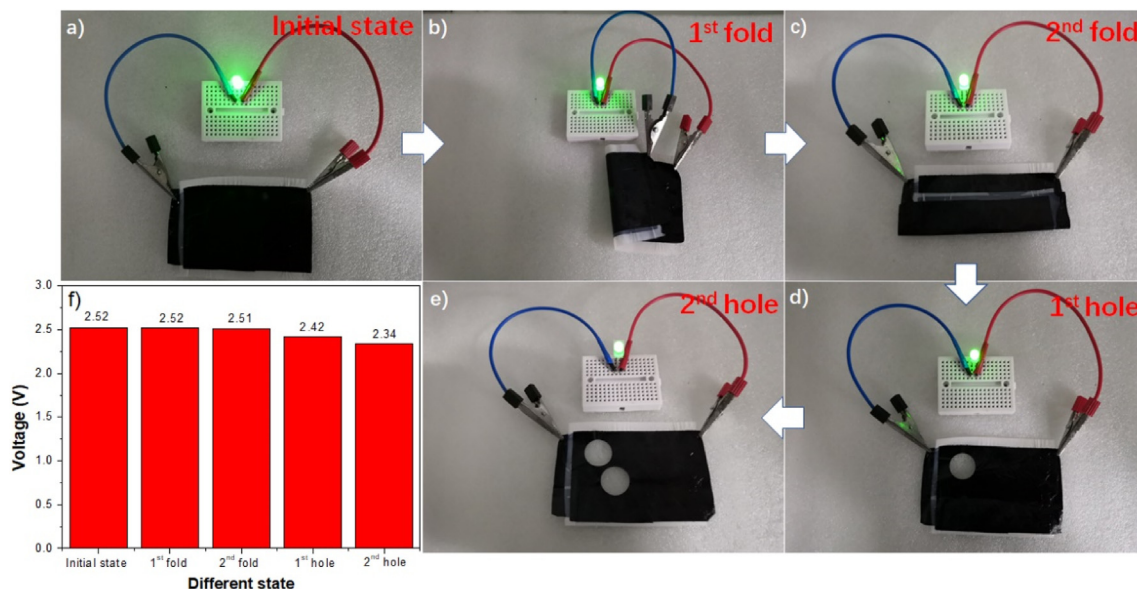 a)
Initial state
b)
1st fold
c)
2nd fold
f)
3.0
2.5
2.0
1.5
1.0
0.5
0.0
Voltage (V)
2.52
2.52
2.51
2.42
2.34
Initial state
1st fold
2nd fold
1st hole
2nd hole
Different state
e)
2nd hole
d)
1st hole